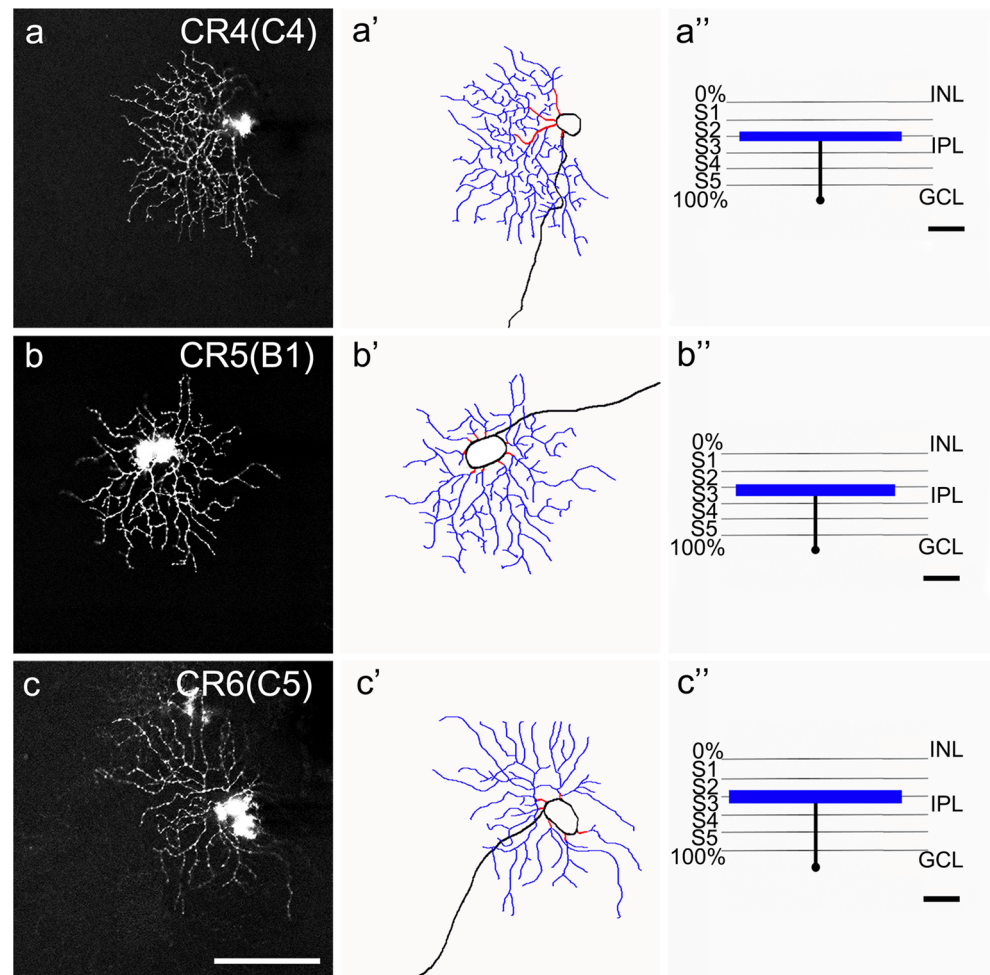 a CR4(C4)
a’
a’’
0% INL
S1
S2
S3 IPL
S4
S5
100% GCL
b CR5(B1)
b’
b’’
0% INL
S1
S2
S3 IPL
S4
S5
100% GCL
c CR6(C5)
c’
c’’
0% INL
S1
S2
S3 IPL
S4
S5
100% GCL